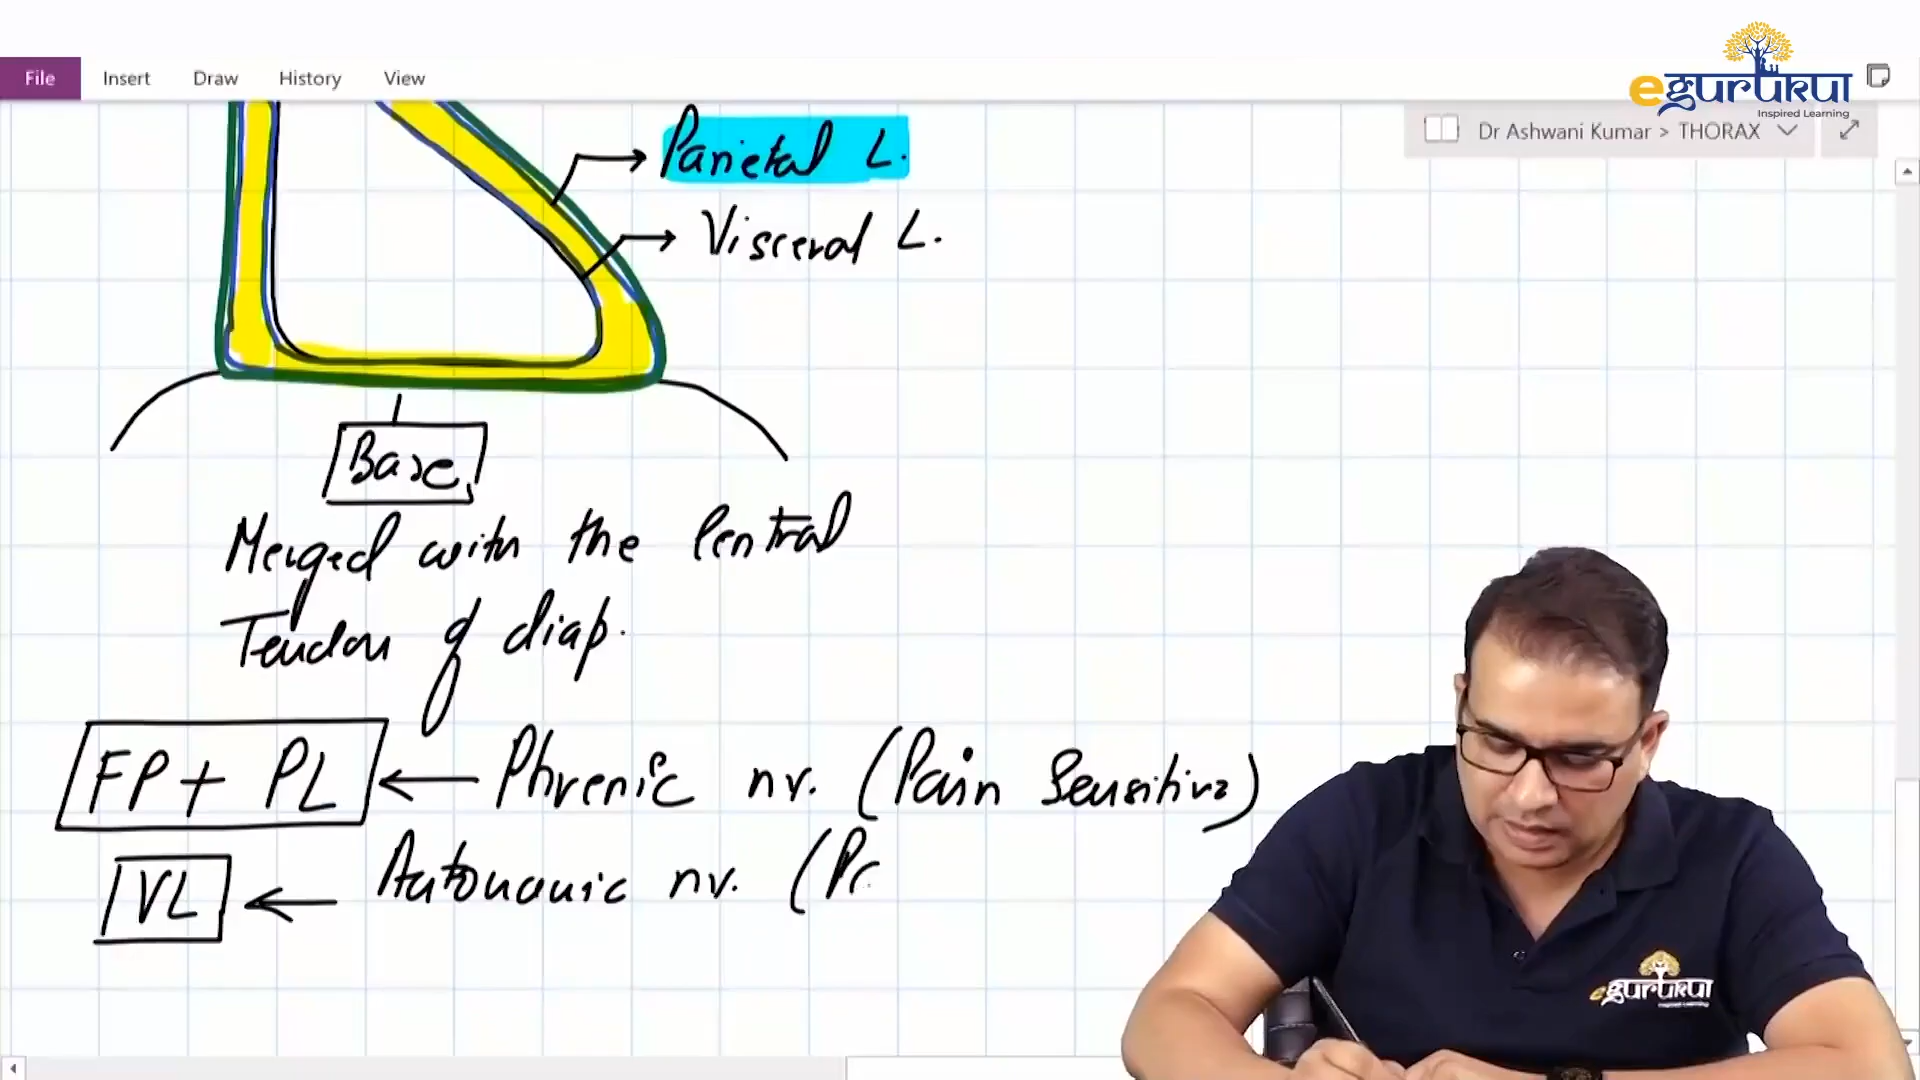 egurukul
Inspired Learning
File Insert Draw History View
Dr Ashwani Kumar > THORAX
Parietal L.
Visceral L.
Base
Merged with the Central
Tendon of diap.
FP + PL ← Phrenic nv. (Pain Sensitive)
VL ← Autonomic nv. (Pa
egurukul